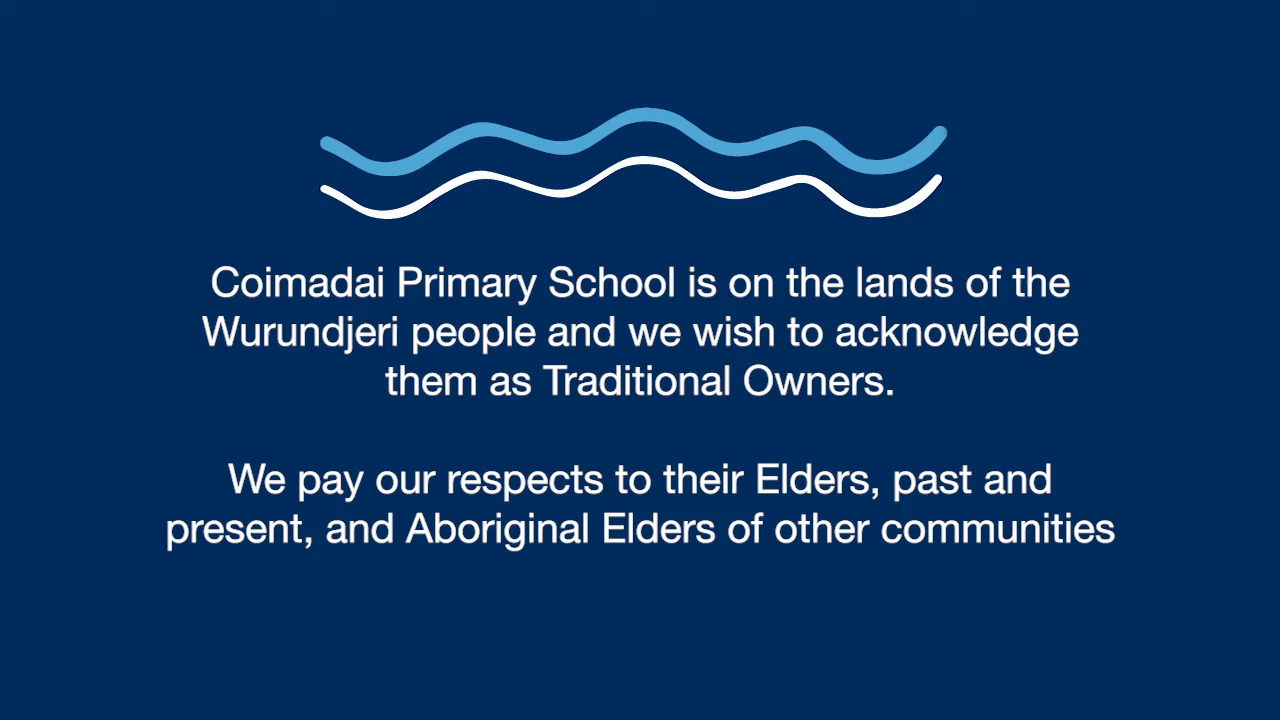 Coimadai Primary School is on the lands of the
Wurundjeri people and we wish to acknowledge
them as Traditional Owners.
We pay our respects to their Elders, past and
present, and Aboriginal Elders of other communities